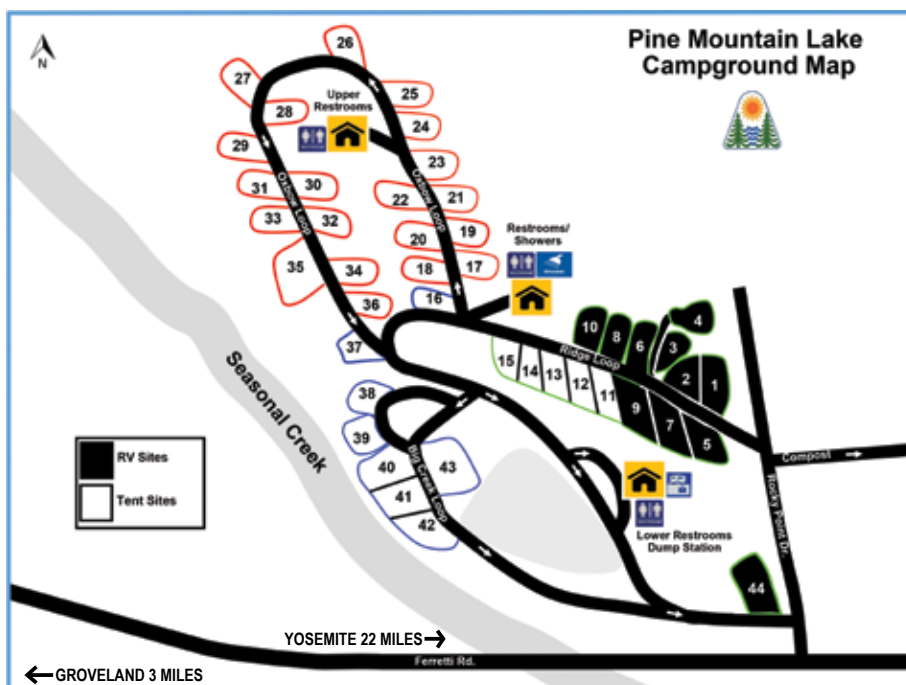 Pine Mountain Lake
Campground Map
N
26
27
25
28
Upper
Restrooms
24
29
23
31
30
22
21
33
32
20
19
Restrooms/
Showers
35
34
18
17
36
16
37
Oxbow Loop
Oxbow Loop
4
10
8
6
3
Ridge Loop
15
14
13
12
11
2
1
9
7
5
Seasonal Creek
38
39
40
43
41
42
Big Creek Loop
RV Sites
Tent Sites
Compost
Rocky Point Dr.
Lower Restrooms
Dump Station
44
YOSEMITE 22 MILES
Ferretti Rd.
GROVELAND 3 MILES